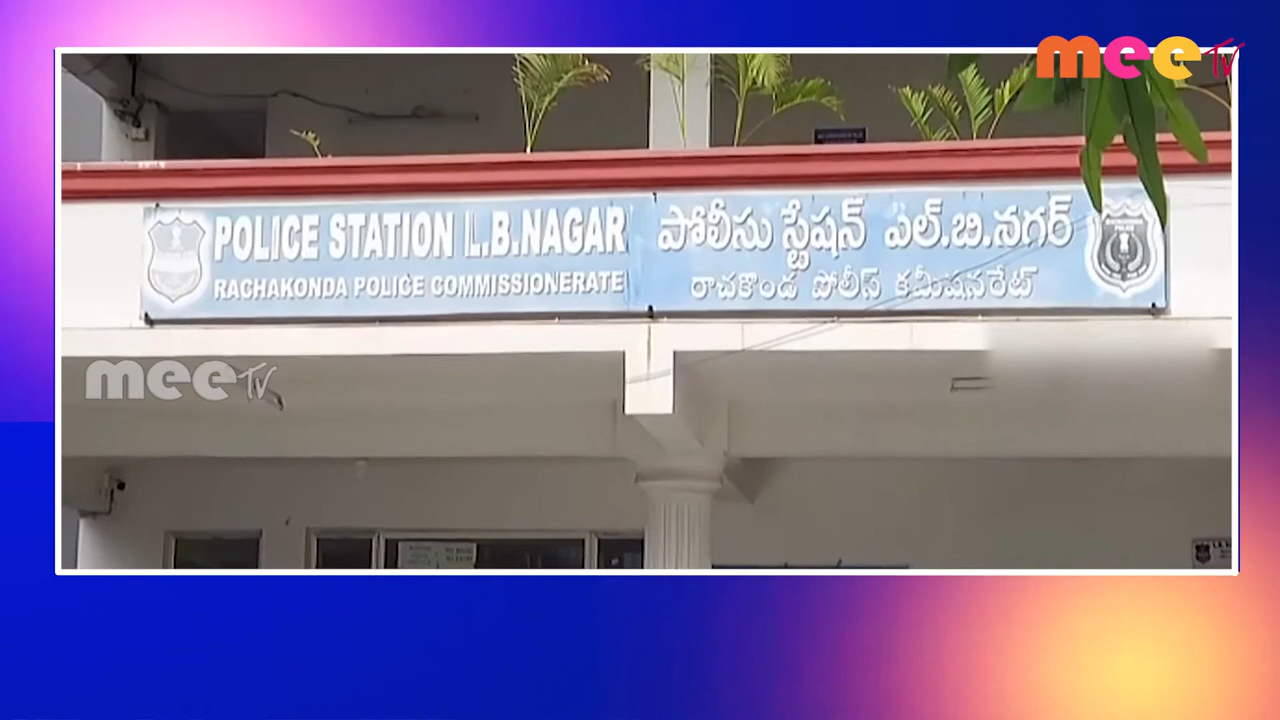 mee TV
POLICE STATION L.B.NAGAR
RACHAKONDA POLICE COMMISSIONERATE
పోలీసు స్టేషన్ ఎల్.బి.నగర్
రాచకొండ పోలీస్ కమీషనరేట్
mee TV